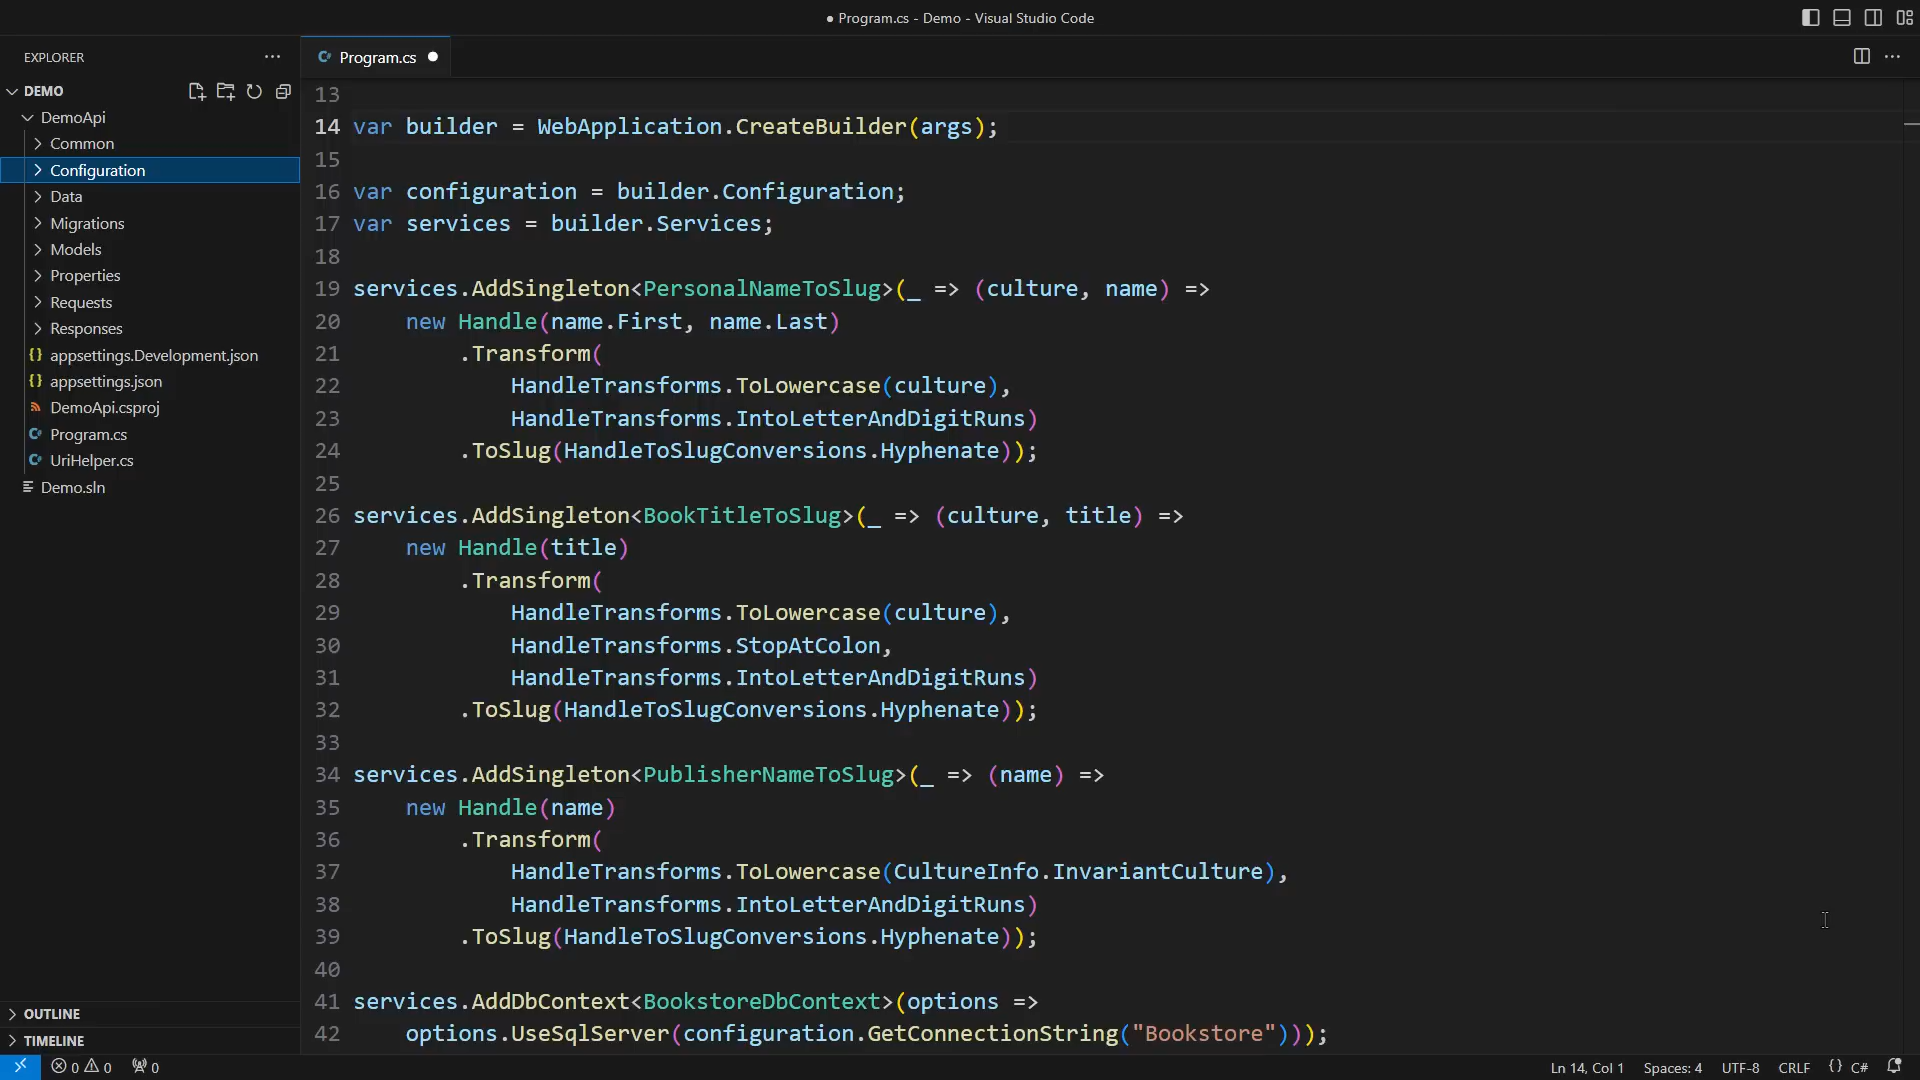 ● Program.cs - Demo - Visual Studio Code
EXPLORER
DEMO
DemoApi
Common
Configuration
Data
Migrations
Models
Properties
Requests
Responses
{} appsettings.Development.json
{} appsettings.json
DemoApi.csproj
C# Program.cs
C# UriHelper.cs
Demo.sln
OUTLINE
TIMELINE
C# Program.cs ●
13
14 var builder = WebApplication.CreateBuilder(args);
15
16 var configuration = builder.Configuration;
17 var services = builder.Services;
18
19 services.AddSingleton<PersonalNameToSlug>(_ => (culture, name) =>
20     new Handle(name.First, name.Last)
21         .Transform(
22             HandleTransforms.ToLowercase(culture),
23             HandleTransforms.IntoLetterAndDigitRuns)
24         .ToSlug(HandleToSlugConversions.Hyphenate));
25
26 services.AddSingleton<BookTitleToSlug>(_ => (culture, title) =>
27     new Handle(title)
28         .Transform(
29             HandleTransforms.ToLowercase(culture),
30             HandleTransforms.StopAtColon,
31             HandleTransforms.IntoLetterAndDigitRuns)
32         .ToSlug(HandleToSlugConversions.Hyphenate));
33
34 services.AddSingleton<PublisherNameToSlug>(_ => (name) =>
35     new Handle(name)
36         .Transform(
37             HandleTransforms.ToLowercase(CultureInfo.InvariantCulture),
38             HandleTransforms.IntoLetterAndDigitRuns)
39         .ToSlug(HandleToSlugConversions.Hyphenate));
40
41 services.AddDbContext<BookstoreDbContext>(options =>
42     options.UseSqlServer(configuration.GetConnectionString("Bookstore")));
0 0 0 Ln 14, Col 1 Spaces: 4 UTF-8 CRLF {} C#